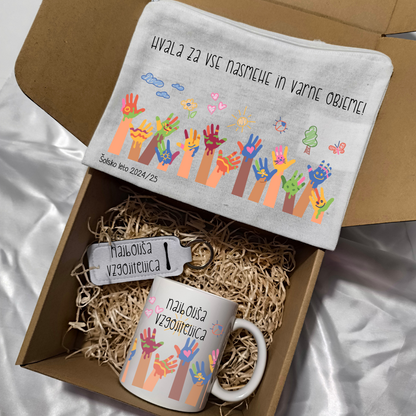 HVALA ZA VSE NASMEHE IN VARNE OBJEME!
Šolsko leto 2024/25
NAJBOLJŠA
VZGOJITELJICA
NAJBOLJŠA
VZGOJITELJICA